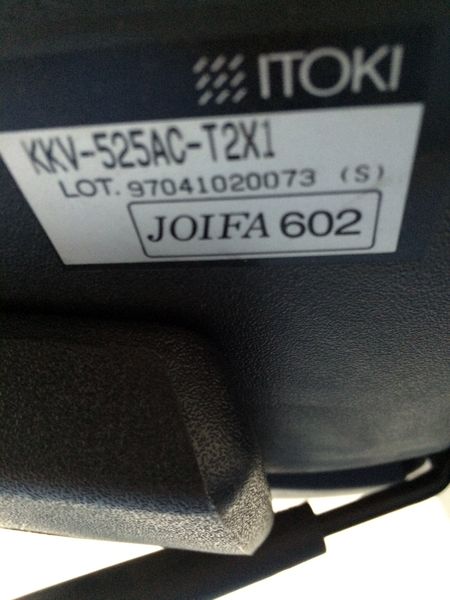 ITOKI
KKV-525AC-T2X1
LOT. 97041020073 (S)
JOIFA 602